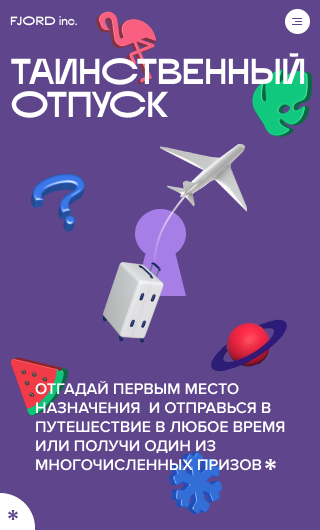 FJORD inc.
ТАИНСТВЕННЫЙ
ОТПУСК
ОТГАДАЙ ПЕРВЫМ МЕСТО
НАЗНАЧЕНИЯ И ОТПРАВЬСЯ В
ПУТЕШЕСТВИЕ В ЛЮБОЕ ВРЕМЯ
ИЛИ ПОЛУЧИ ОДИН ИЗ
МНОГОЧИСЛЕННЫХ ПРИЗОВ*
*